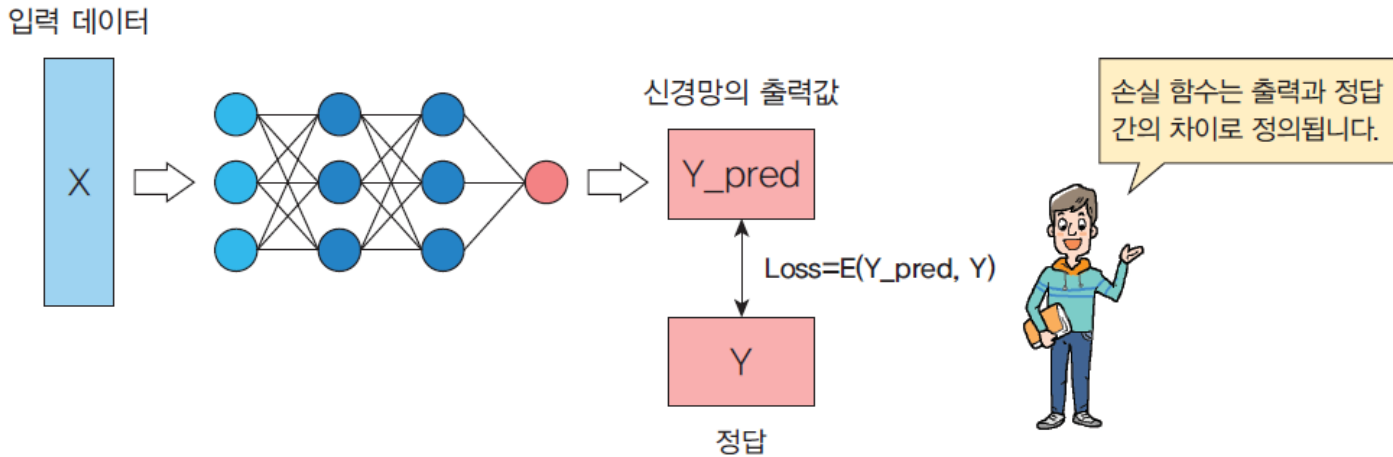 입력 데이터
X
신경망의 출력값
Y_pred
Loss=E(Y_pred, Y)
Y
정답
손실 함수는 출력과 정답
간의 차이로 정의됩니다.